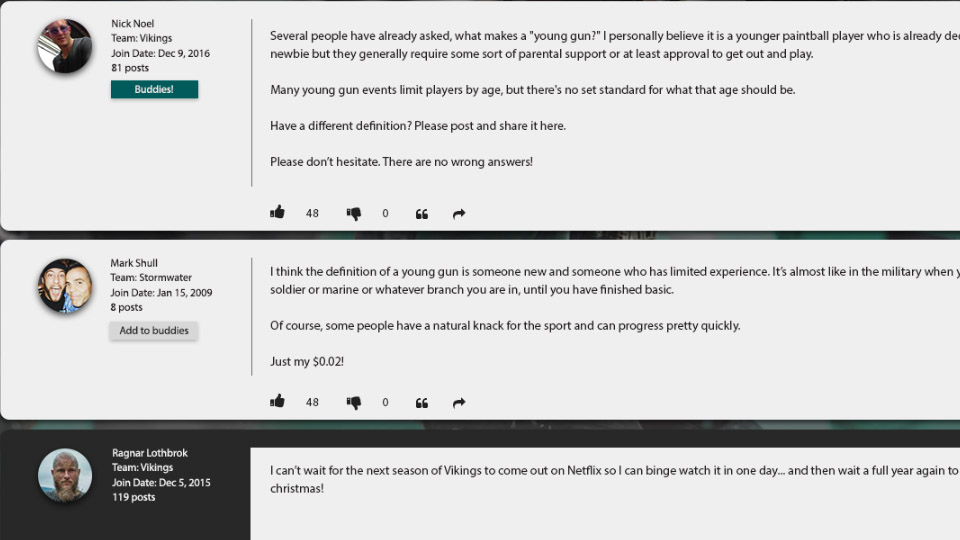 Nick Noel
Team: Vikings
Join Date: Dec 9, 2016
81 posts
Buddies!
Several people have already asked, what makes a "young gun?" I personally believe it is a younger paintball player who is already
newbie but they generally require some sort of parental support or at least approval to get out and play.
Many young gun events limit players by age, but there's no set standard for what that age should be.
Have a different definition? Please post and share it here.
Please don't hesitate. There are no wrong answers!
48
0
Mark Shull
Team: Stormwater
Join Date: Jan 15, 2009
8 posts
Add to buddies
I think the definition of a young gun is someone new and someone who has limited experience. It's almost like in the military when
soldier or marine or whatever branch you are in, until you have finished basic.
Of course, some people have a natural knack for the sport and can progress pretty quickly.
Just my $0.02!
48
0
Ragnar Lothbrok
Team: Vikings
Join Date: Dec 5, 2015
119 posts
I can't wait for the next season of Vikings to come out on Netflix so I can binge watch it in one day... and then wait a full year again to
christmas!